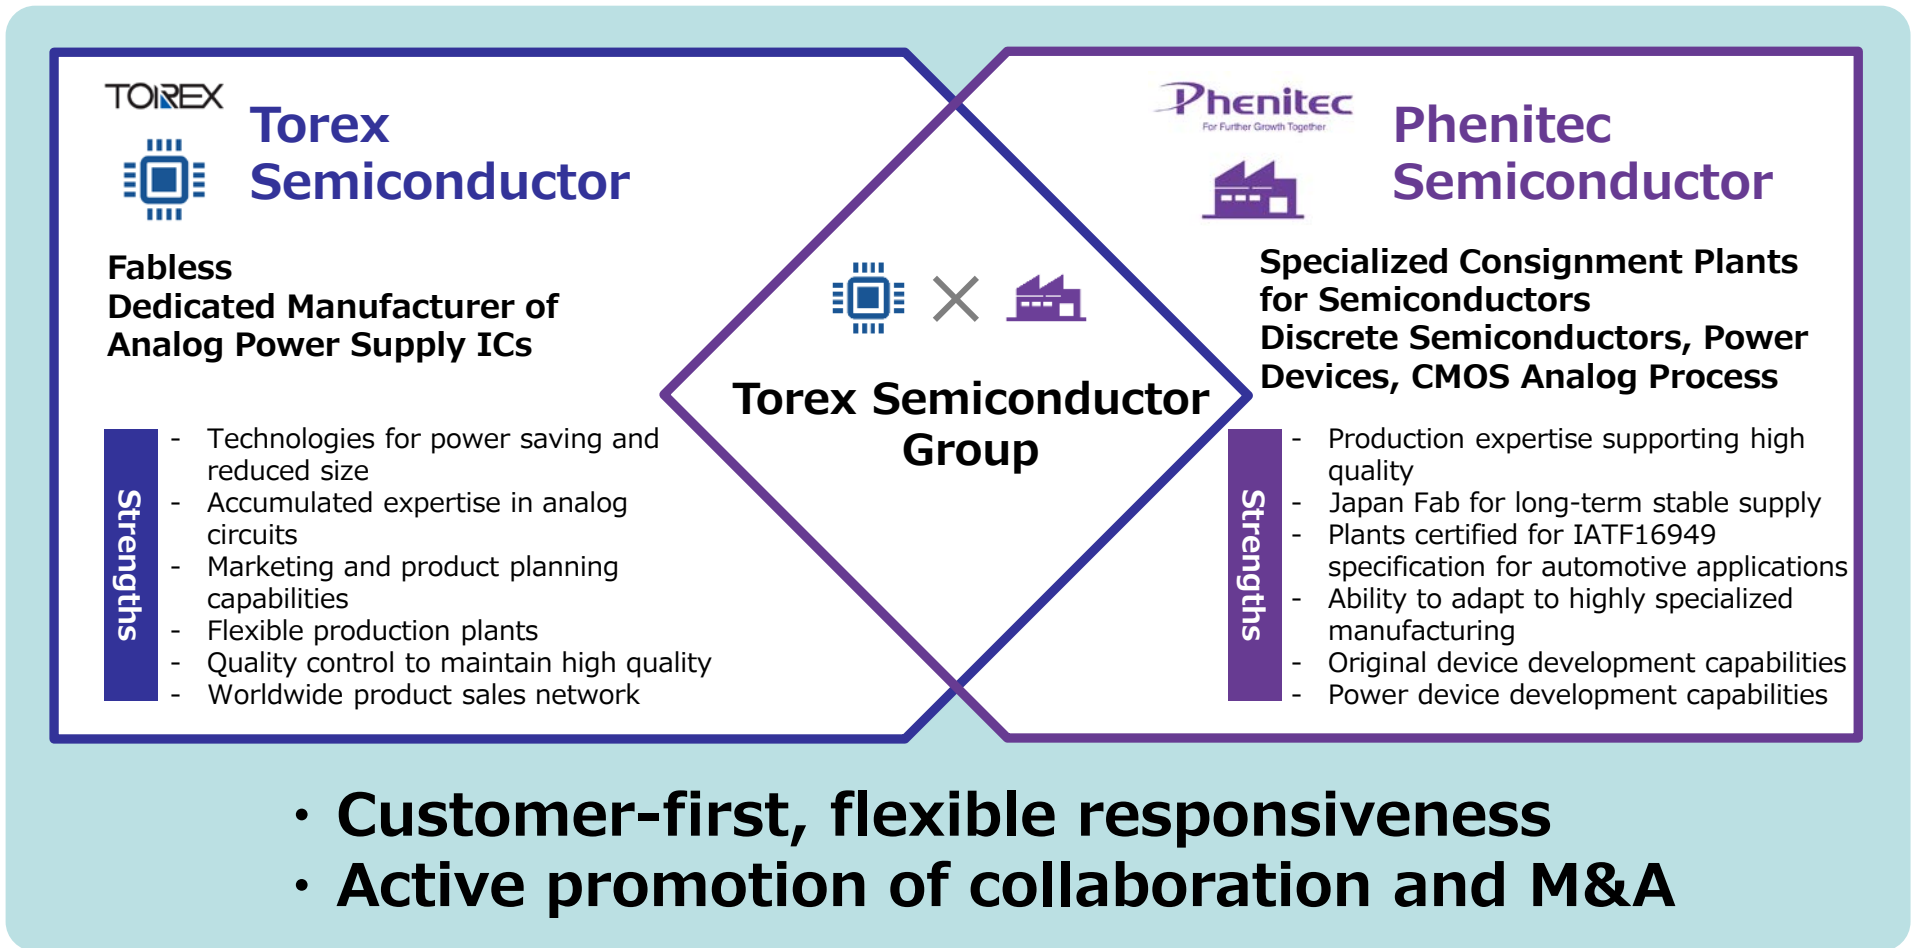 TOREX
Torex
Semiconductor
Fabless
Dedicated Manufacturer of
Analog Power Supply ICs
Strengths
- Technologies for power saving and
reduced size
- Accumulated expertise in analog
circuits
- Marketing and product planning
capabilities
- Flexible production plants
- Quality control to maintain high quality
- Worldwide product sales network
Torex Semiconductor
Group
Phenitec
For Further Growth Together
Phenitec
Semiconductor
Specialized Consignment Plants
for Semiconductors
Discrete Semiconductors, Power
Devices, CMOS Analog Process
Strengths
- Production expertise supporting high
quality
- Japan Fab for long-term stable supply
- Plants certified for IATF16949
specification for automotive applications
- Ability to adapt to highly specialized
manufacturing
- Original device development capabilities
- Power device development capabilities
・Customer-first, flexible responsiveness
・Active promotion of collaboration and M&A